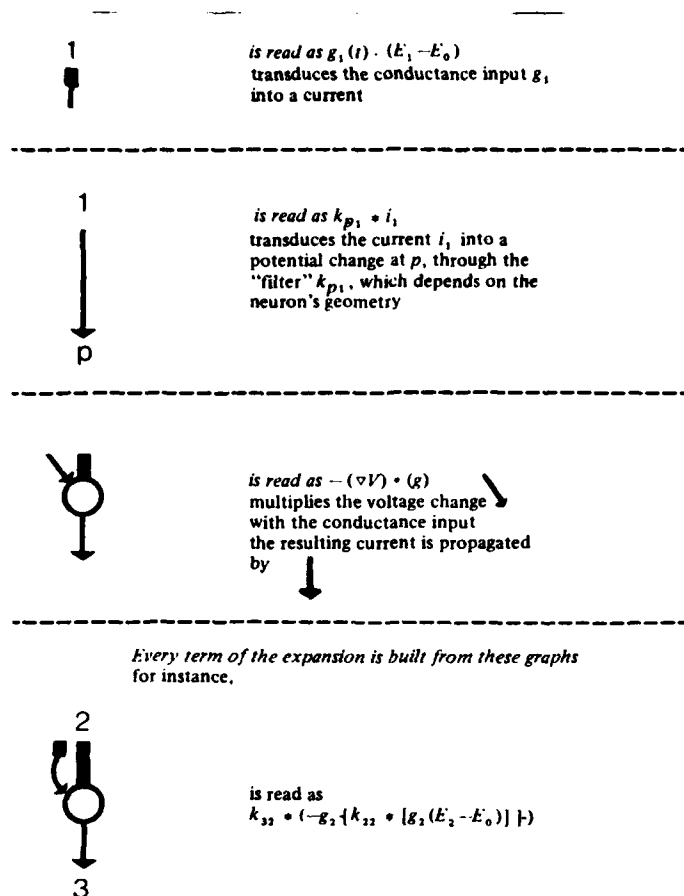 1
is read as g₁(t) · (E₁ −E₀)
transduces the conductance input g₁
into a current
1
is read as kₚ₁ * i₁
transduces the current i₁ into a
potential change at p, through the
"filter" kₚ₁, which depends on the
neuron's geometry
p
is read as − (∇V) • (g)
multiplies the voltage change
with the conductance input
the resulting current is propagated
by
Every term of the expansion is built from these graphs
for instance,
2
is read as
k₃₂ * (−g₂{k₂₂ * [g₂(E₂−E₀)] })
3